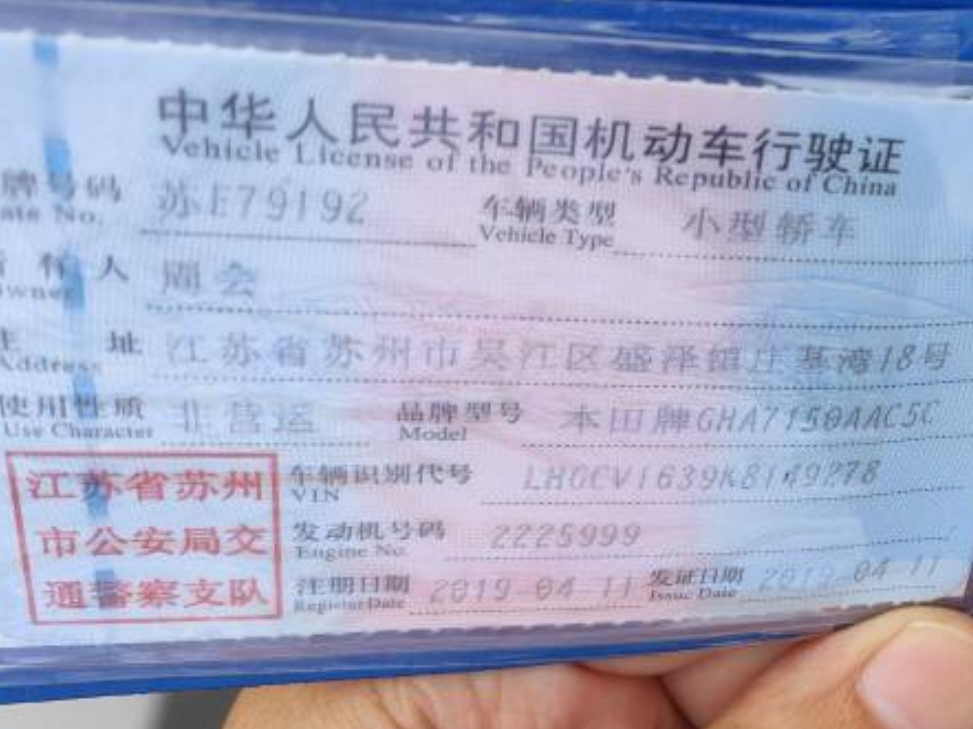 中华人民共和国机动车行驶证
Vehicle License of the People's Republic of China
牌号码 苏E79192 车辆类型 小型轿车
ate No. Vehicle Type
所有人 周会
Owner
住址 江苏省苏州市吴江区盛泽镇庄基湾18号
Address
使用性质 非营运 品牌型号 本田牌GHA7150AAC5C
Use Character Model
江苏省苏州 车辆识别代号 LHGCV1639K8149778
VIN
市公安局交 发动机号码 2225999
Engine No.
通警察支队 注册日期 2019-04-11 发证日期 2019-04-11
Register Date Issue Date